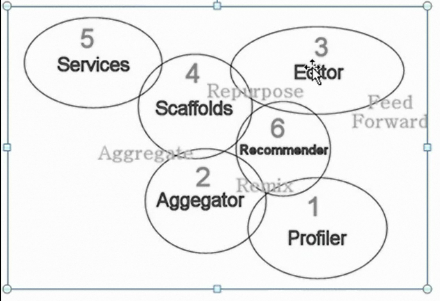 5
Services
3
Editor
4
Scaffolds
Repurpose
Feed
Forward
6
Recommender
Aggregate
2
Aggegator
Remix
1
Profiler